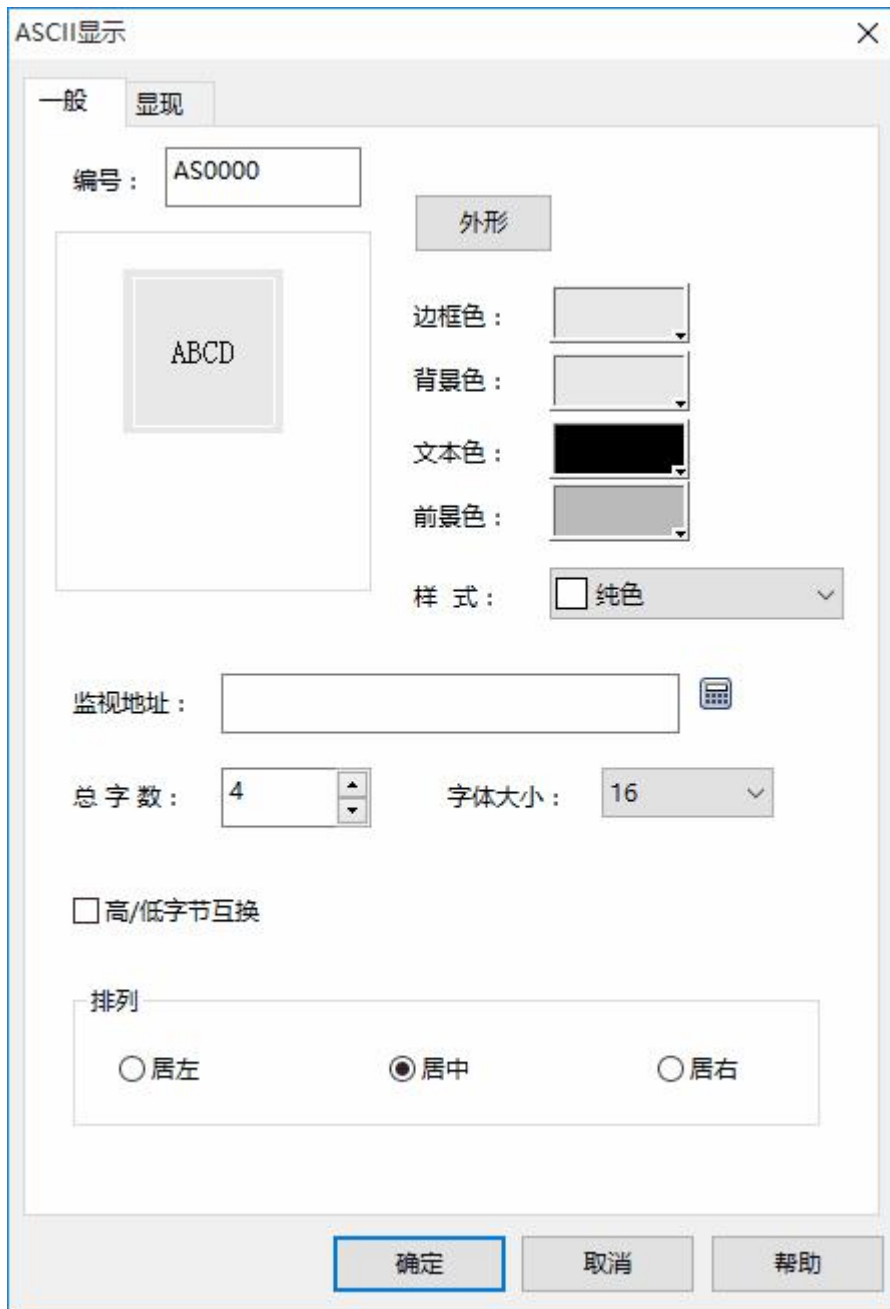 ASCII显示
一般 显现
编号： AS0000
外形
ABCD
边框色：
背景色：
文本色：
前景色：
样 式： 纯色
监视地址：
总 字 数： 4 字体大小： 16
高/低字节互换
排列
居左 居中 居右
确定 取消 帮助